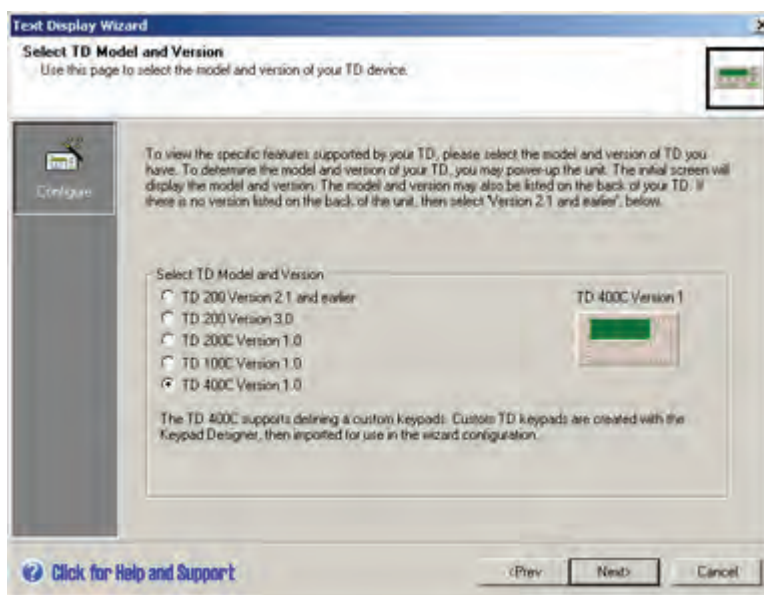 Text Display Wizard
Select TD Model and Version
Use this page to select the model and version of your TD device.
Configure
To view the specific features supported by your TD, please select the model and version of TD you
have. To determine the model and version of your TD, you may power-up the unit. The initial screen will
display the model and version. The model and version may also be listed on the back of your TD. If
there is no version listed on the back of the unit, then select 'Version 2.1 and earlier', below.
Select TD Model and Version
TD 200 Version 2.1 and earlier
TD 200 Version 3.0
TD 200C Version 1.0
TD 100C Version 1.0
TD 400C Version 1.0
TD 400C Version 1
The TD 400C supports defining a custom keypads. Custom TD keypads are created with the
Keypad Designer, then imported for use in the wizard configuration.
Click for Help and Support
<Prev
Next>
Cancel